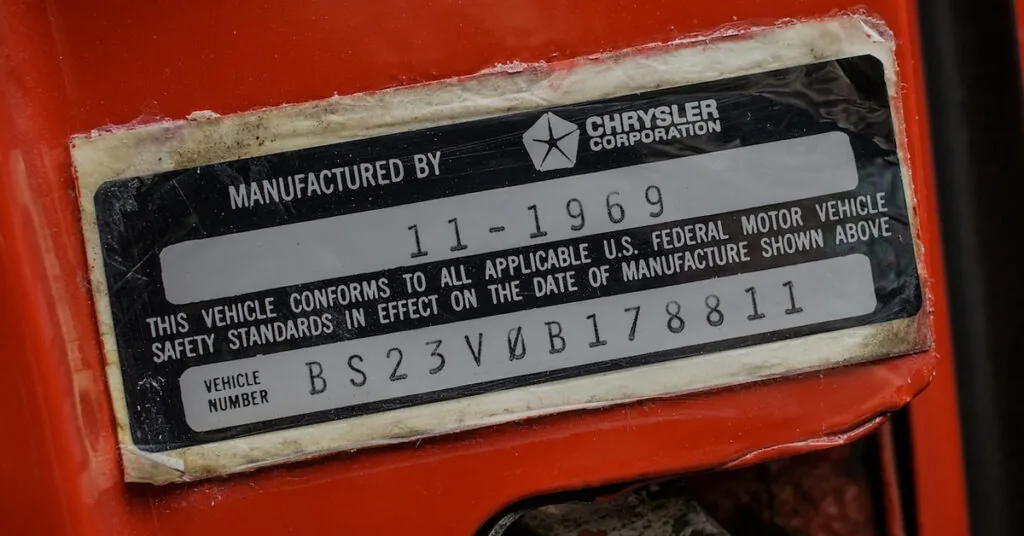 MANUFACTURED BY
CHRYSLER
CORPORATION
11-1969
THIS VEHICLE CONFORMS TO ALL APPLICABLE U.S. FEDERAL MOTOR VEHICLE
SAFETY STANDARDS IN EFFECT ON THE DATE OF MANUFACTURE SHOWN ABOVE
VEHICLE
NUMBER
BS23V0B178811